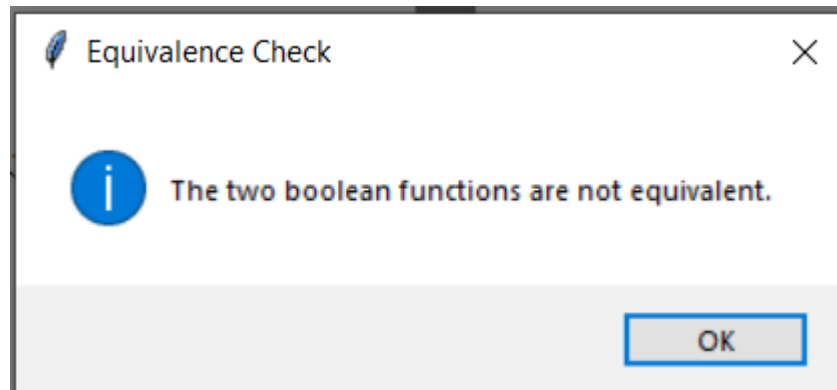 Equivalence Check
The two boolean functions are not equivalent.
OK